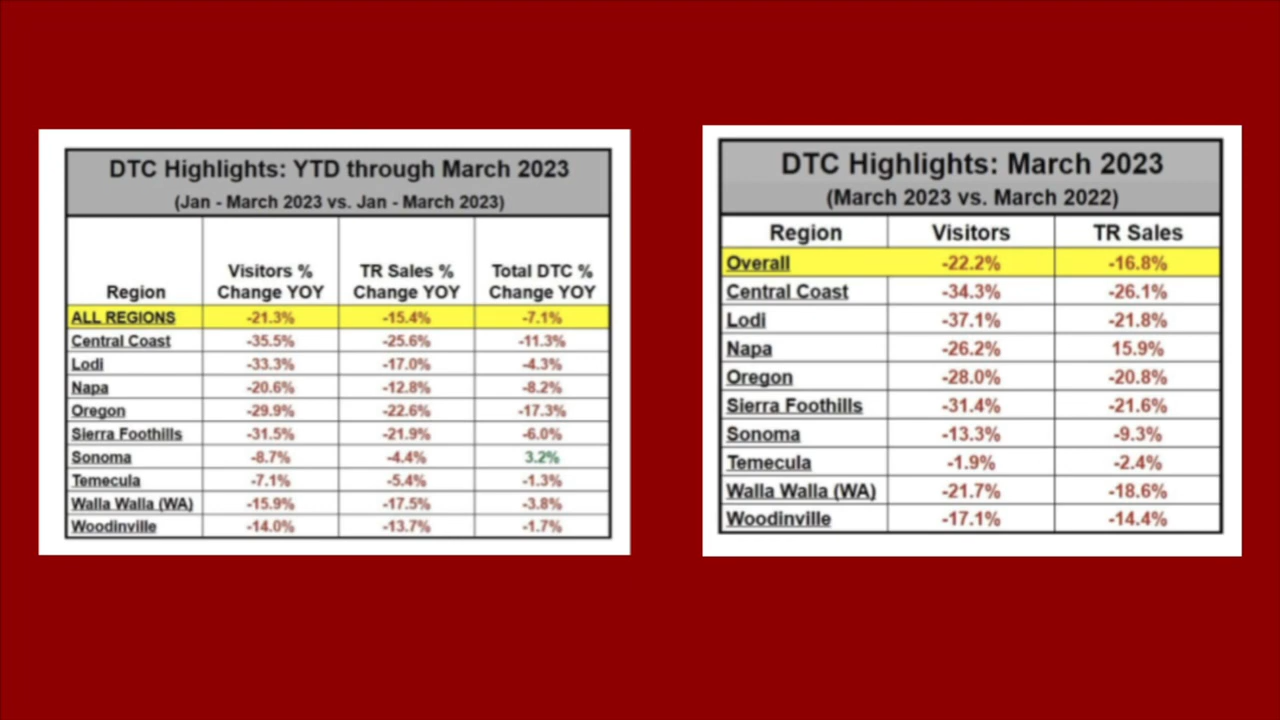 DTC Highlights: YTD through March 2023
(Jan - March 2023 vs. Jan - March 2023)
Region Visitors % Change YOY TR Sales % Change YOY Total DTC % Change YOY
ALL REGIONS -21.3% -15.4% -7.1%
Central Coast -35.5% -25.6% -11.3%
Lodi -33.3% -17.0% -4.3%
Napa -20.6% -12.8% -8.2%
Oregon -29.9% -22.6% -17.3%
Sierra Foothills -31.5% -21.9% -6.0%
Sonoma -8.7% -4.4% 3.2%
Temecula -7.1% -5.4% -1.3%
Walla Walla (WA) -15.9% -17.5% -3.8%
Woodinville -14.0% -13.7% -1.7%
DTC Highlights: March 2023
(March 2023 vs. March 2022)
Region Visitors TR Sales
Overall -22.2% -16.8%
Central Coast -34.3% -26.1%
Lodi -37.1% -21.8%
Napa -26.2% 15.9%
Oregon -28.0% -20.8%
Sierra Foothills -31.4% -21.6%
Sonoma -13.3% -9.3%
Temecula -1.9% -2.4%
Walla Walla (WA) -21.7% -18.6%
Woodinville -17.1% -14.4%